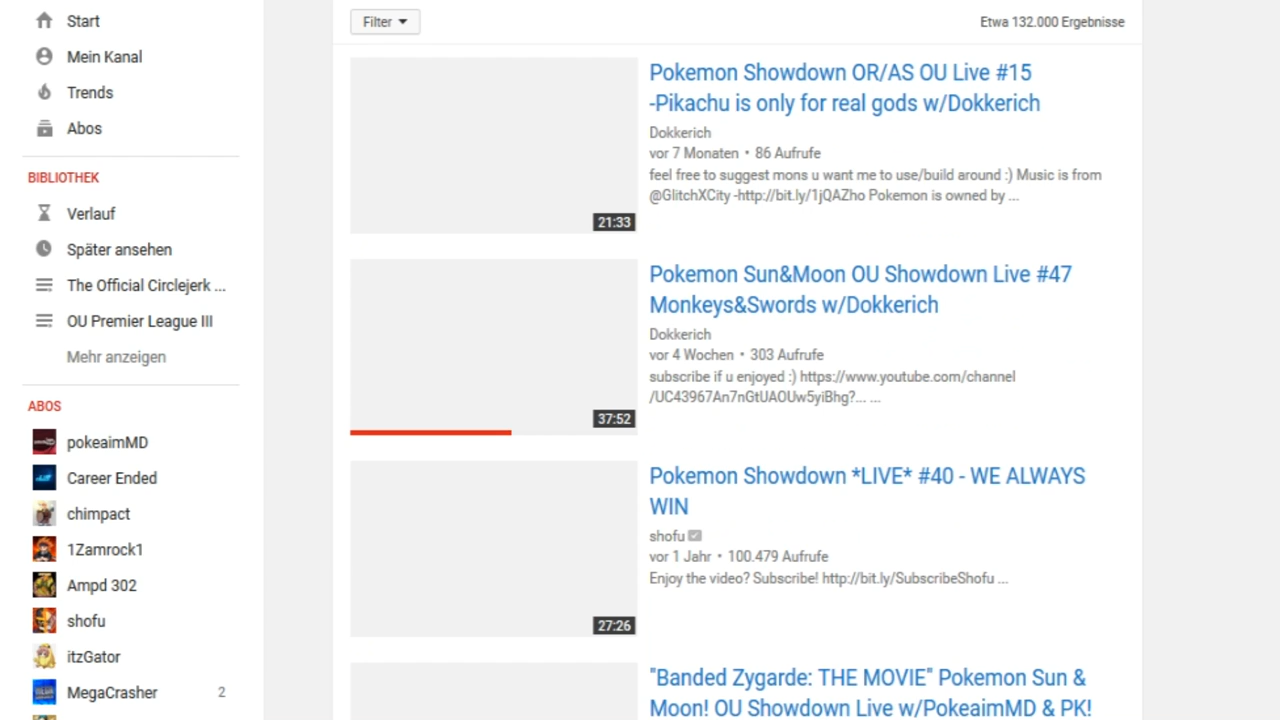 Start
Mein Kanal
Trends
Abos
BIBLIOTHEK
Verlauf
Später ansehen
The Official Circlejerk ...
OU Premier League III
Mehr anzeigen
ABOS
pokeaimMD
Career Ended
chimpact
1Zamrock1
Ampd 302
shofu
itzGator
MegaCrasher 2
Filter
Etwa 132.000 Ergebnisse
21:33
Pokemon Showdown OR/AS OU Live #15
-Pikachu is only for real gods w/Dokkerich
Dokkerich
vor 7 Monaten • 86 Aufrufe
feel free to suggest mons u want me to use/build around :) Music is from
@GlitchXCity -http://bit.ly/1jQAZho Pokemon is owned by ...
37:52
Pokemon Sun&Moon OU Showdown Live #47
Monkeys&Swords w/Dokkerich
Dokkerich
vor 4 Wochen • 303 Aufrufe
subscribe if u enjoyed :) https://www.youtube.com/channel
/UC43967An7nGtUAOUw5yiBhg?... ...
27:26
Pokemon Showdown *LIVE* #40 - WE ALWAYS
WIN
shofu
vor 1 Jahr • 100.479 Aufrufe
Enjoy the video? Subscribe! http://bit.ly/SubscribeShofu ...
"Banded Zygarde: THE MOVIE" Pokemon Sun &
Moon! OU Showdown Live w/PokeaimMD & PK!